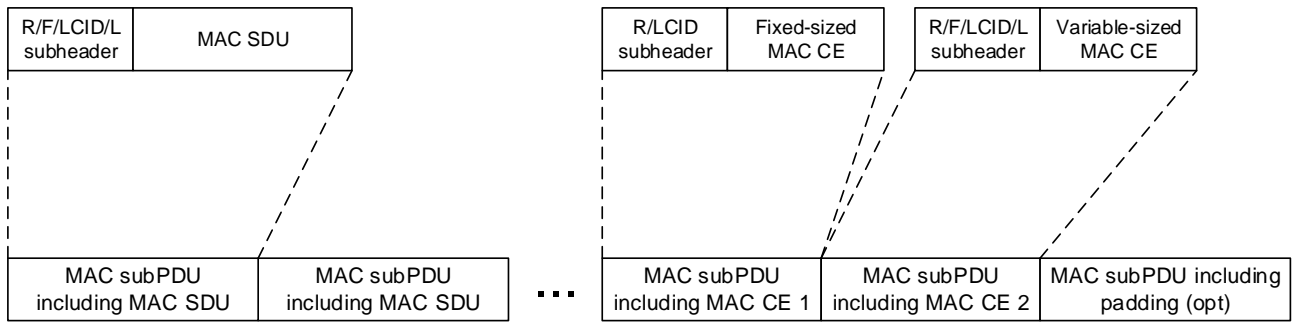 R/F/LCID/L
subheader
MAC SDU
R/LCID
subheader
Fixed-sized
MAC CE
R/F/LCID/L
subheader
Variable-sized
MAC CE
MAC subPDU
including MAC SDU
MAC subPDU
including MAC SDU
...
MAC subPDU
including MAC CE 1
MAC subPDU
including MAC CE 2
MAC subPDU including
padding (opt)